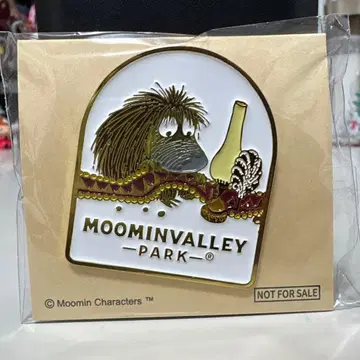 MOOMINVALLEY
—PARK—®
© Moomin Characters ™
NOT FOR SALE